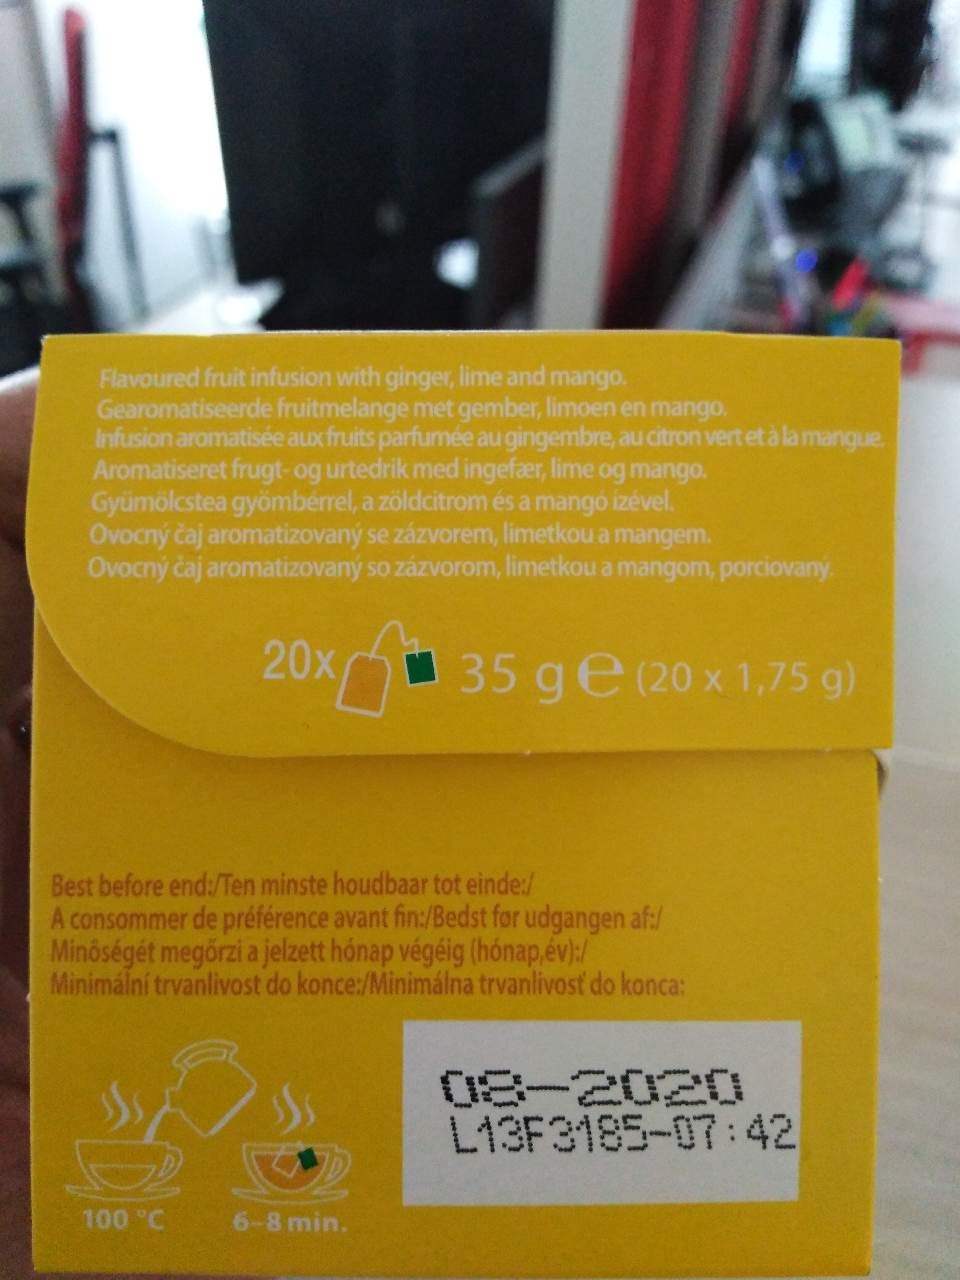 Flavoured fruit infusion with ginger, lime and mango.
Gearomatiseerde fruitmelange met gember, limoen en mango.
Infusion aromatisée aux fruits parfumée au gingembre, au citron vert et à la mangue.
Aromatiseret frugt- og urtedrik med ingefær, lime og mango.
Gyümölcstea gyömbérrel, a zöldcitrom és a mangó ízével.
Ovocný čaj aromatizovaný se zázvorem, limetkou a mangem.
Ovocný čaj aromatizovaný so zázvorom, limetkou a mangom, porciovaný.
20x 35 g e (20 x 1,75 g)
Best before end:/Ten minste houdbaar tot einde:/
A consommer de préférence avant fin:/Bedst før udgangen af:/
Minőségét megőrzi a jelzett hónap végéig (hónap,év):/
Minimální trvanlivost do konce:/Minimálna trvanlivosť do konca:
08-2020
L13F3185-07:42
100 °C 6-8 min.